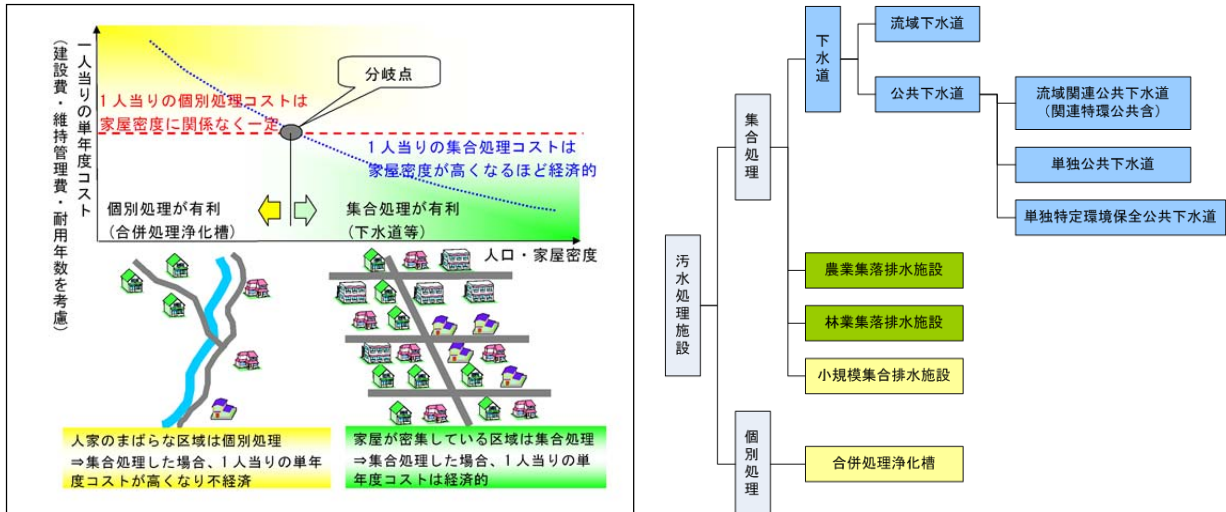 一人当りの単年度コスト
（建設費・維持管理費・耐用年数を考慮）
分岐点
１人当りの個別処理コストは
家屋密度に関係なく一定
１人当りの集合処理コストは
家屋密度が高くなるほど経済的
個別処理が有利
（合併処理浄化槽）
集合処理が有利
（下水道等）
人口・家屋密度
人家のまばらな区域は個別処理
⇒集合処理した場合、１人当りの単年
度コストが高くなり不経済
家屋が密集している区域は集合処理
⇒集合処理した場合、１人当りの単
年度コストは経済的
汚水処理施設
集合処理
下水道
流域下水道
公共下水道
流域関連公共下水道
（関連特環公共含）
単独公共下水道
単独特定環境保全公共下水道
農業集落排水施設
林業集落排水施設
小規模集合排水施設
個別処理
合併処理浄化槽